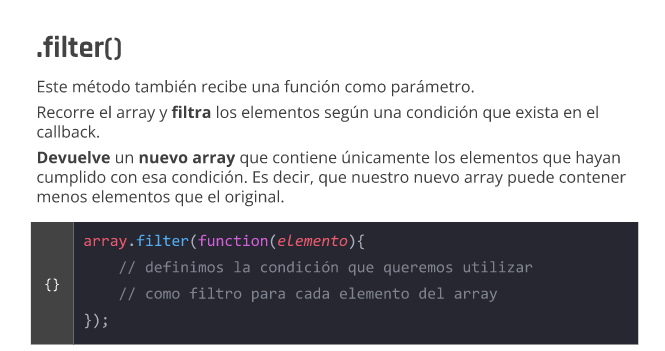 .filter()
Este método también recibe una función como parámetro.
Recorre el array y filtra los elementos según una condición que exista en el
callback.
Devuelve un nuevo array que contiene únicamente los elementos que hayan
cumplido con esa condición. Es decir, que nuestro nuevo array puede contener
menos elementos que el original.
array.filter(function(elemento){
// definimos la condición que queremos utilizar
{}
// como filtro para cada elemento del array
});